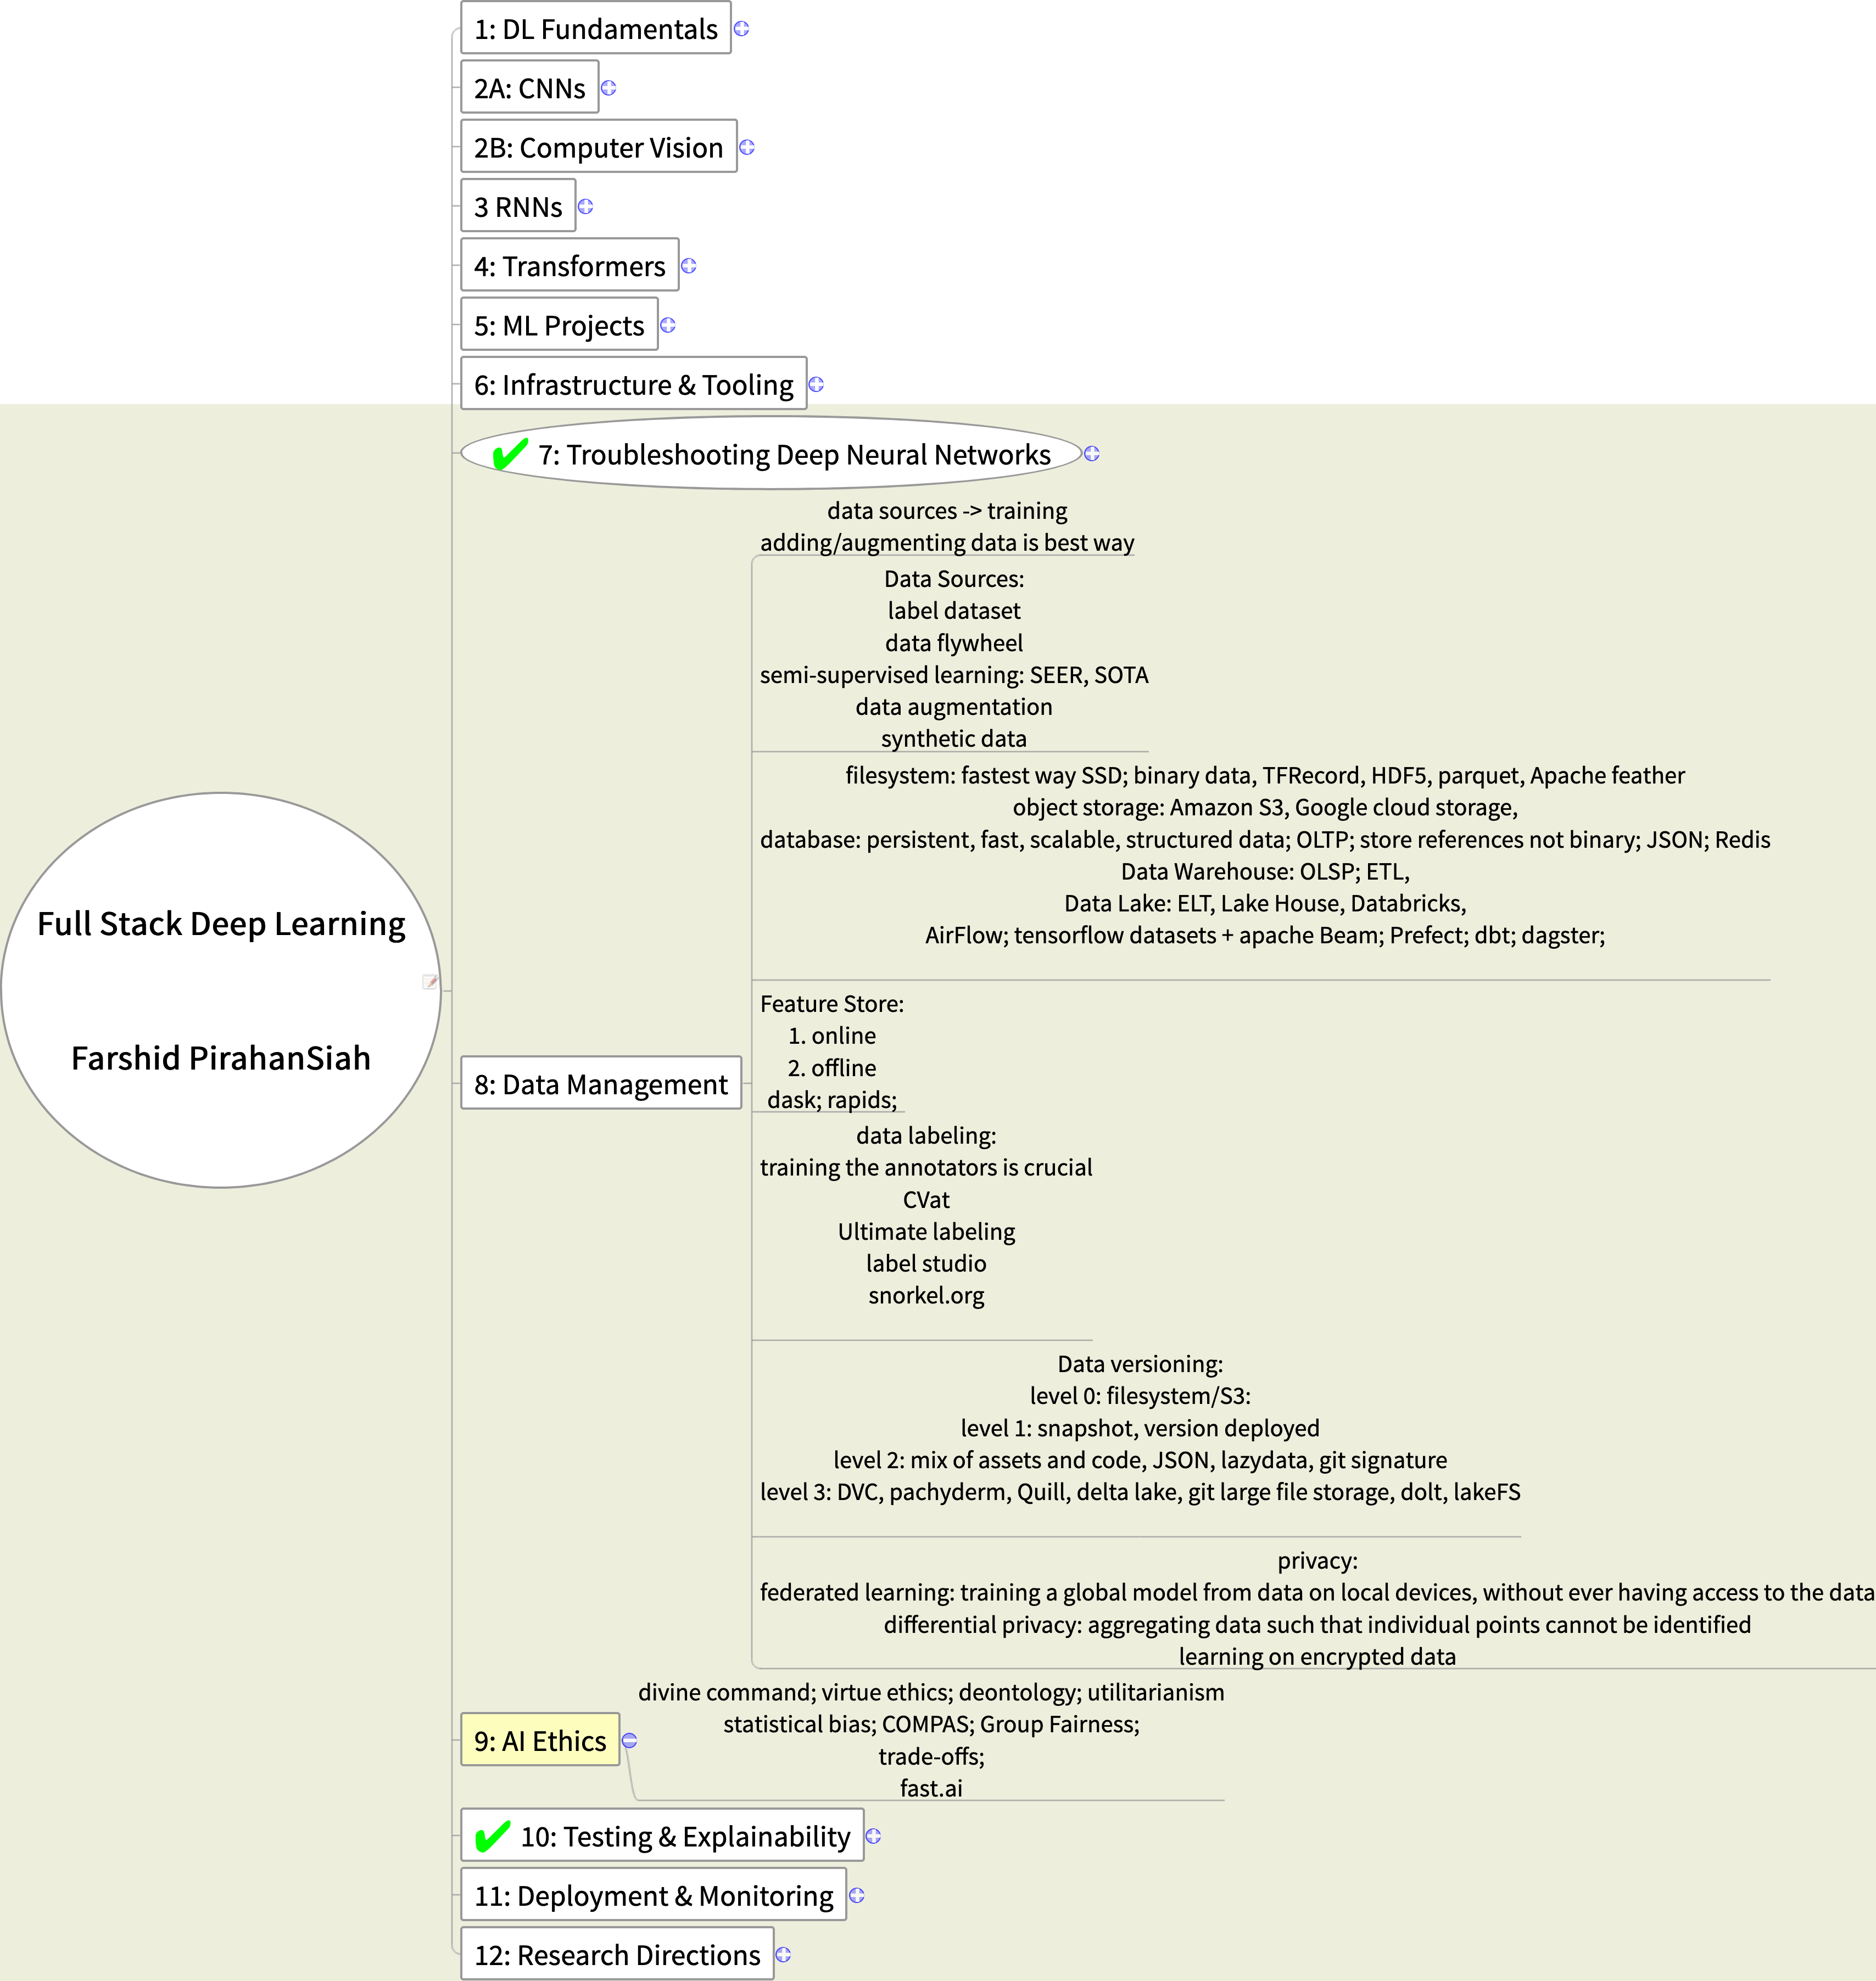 Full Stack Deep Learning
Farshid PirahanSiah
1: DL Fundamentals
2A: CNNs
2B: Computer Vision
3 RNNs
4: Transformers
5: ML Projects
6: Infrastructure & Tooling
7: Troubleshooting Deep Neural Networks
8: Data Management
data sources -> training
adding/augmenting data is best way
Data Sources:
label dataset
data flywheel
semi-supervised learning: SEER, SOTA
data augmentation
synthetic data
filesystem: fastest way SSD; binary data, TFRecord, HDF5, parquet, Apache feather
object storage: Amazon S3, Google cloud storage,
database: persistent, fast, scalable, structured data; OLTP; store references not binary; JSON; Redis
Data Warehouse: OLSP; ETL,
Data Lake: ELT, Lake House, Databricks,
AirFlow; tensorflow datasets + apache Beam; Prefect; dbt; dagster;
Feature Store:
1. online
2. offline
dask; rapids;
data labeling:
training the annotators is crucial
CVat
Ultimate labeling
label studio
snorkel.org
Data versioning:
level 0: filesystem/S3:
level 1: snapshot, version deployed
level 2: mix of assets and code, JSON, lazydata, git signature
level 3: DVC, pachyderm, Quill, delta lake, git large file storage, dolt, lakeFS
privacy:
federated learning: training a global model from data on local devices, without ever having access to the data
differential privacy: aggregating data such that individual points cannot be identified
learning on encrypted data
9: AI Ethics
divine command; virtue ethics; deontology; utilitarianism
statistical bias; COMPAS; Group Fairness;
trade-offs;
fast.ai
10: Testing & Explainability
11: Deployment & Monitoring
12: Research Directions